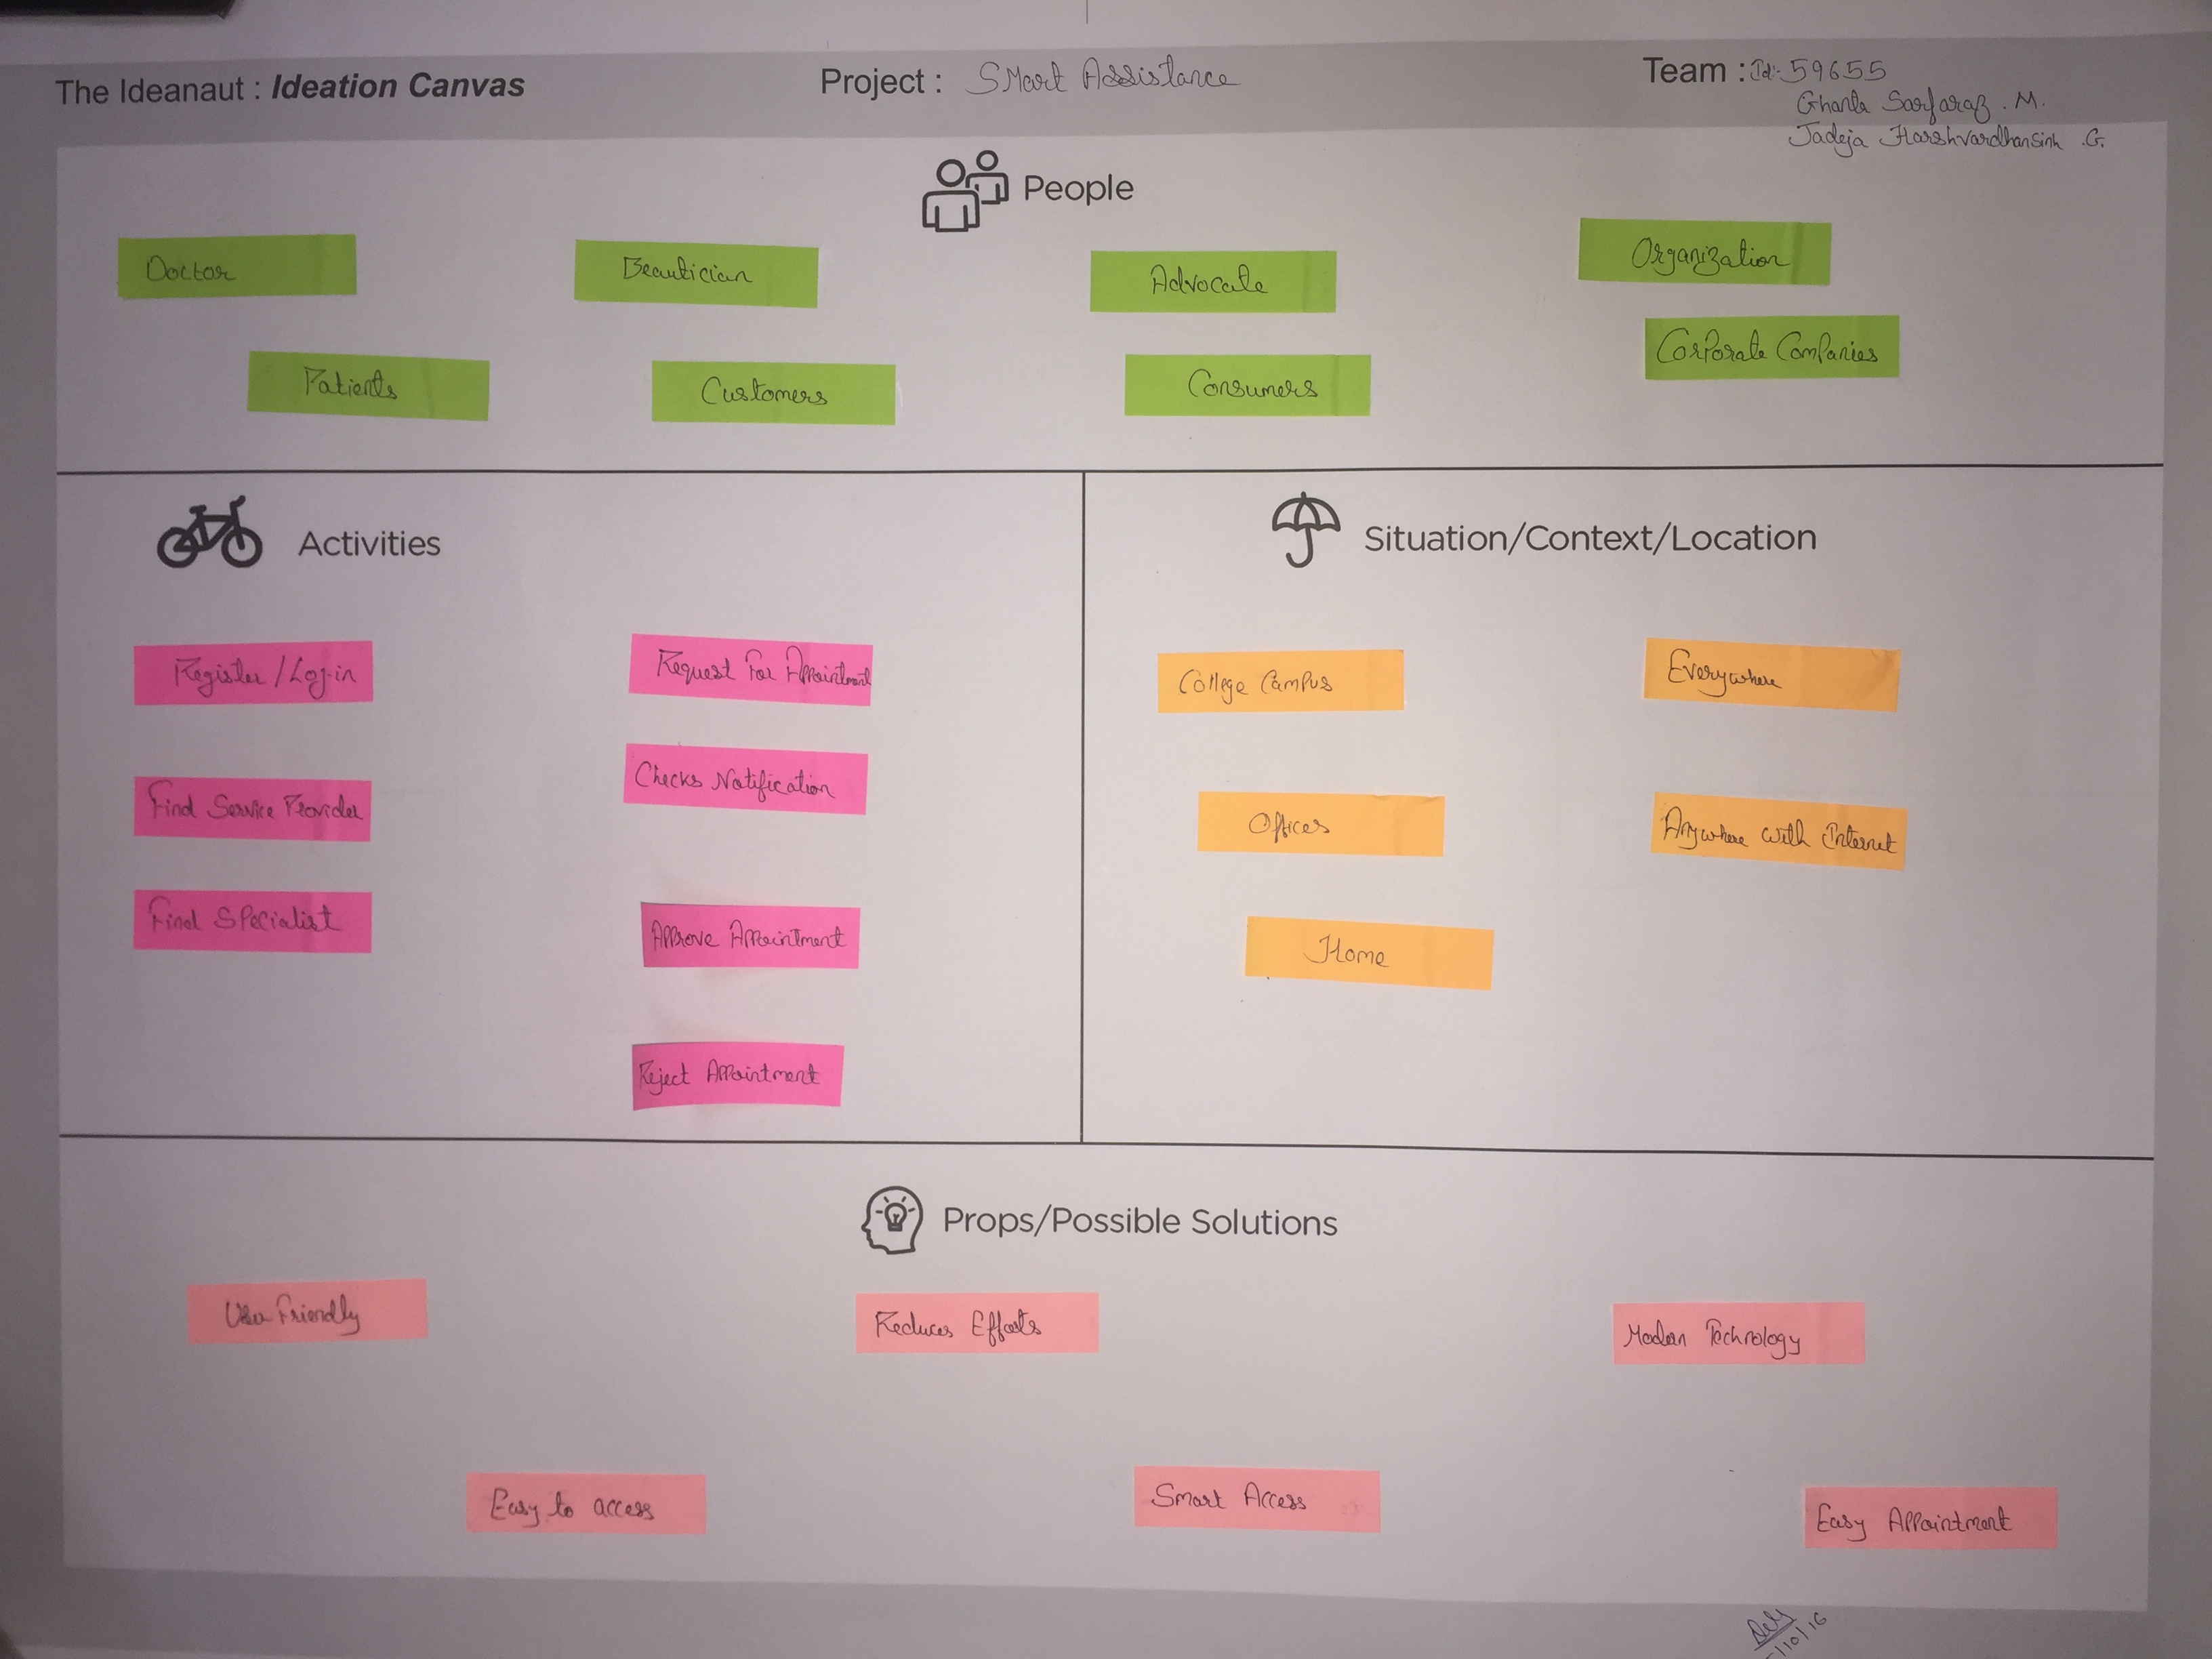 The Ideanaut : Ideation Canvas
Project : Smart Assistance
Team : Id:- 59655
Sarfaraz . M.
Jadeja Harshvardhansinh .G.
People
Doctor
Beautician
Advocate
Organization
Patients
Customers
Consumers
Corporate Companies
Activities
Register / Log-in
Request For Appointment
Find Service Provider
Checks Notification
Find Specialist
Approve Appointment
Reject Appointment
Situation/Context/Location
College Campus
Everywhere
Offices
Anywhere with Internet
Home
Props/Possible Solutions
User Friendly
Reduces Efforts
Modern Technology
Easy to access
Smart Access
Easy Appointment
/10/16